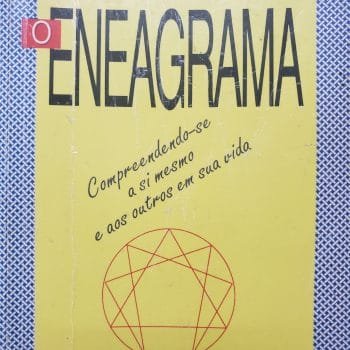 O
ENEAGRAMA
Compreendendo-se
a si mesmo
e aos outros em sua vida